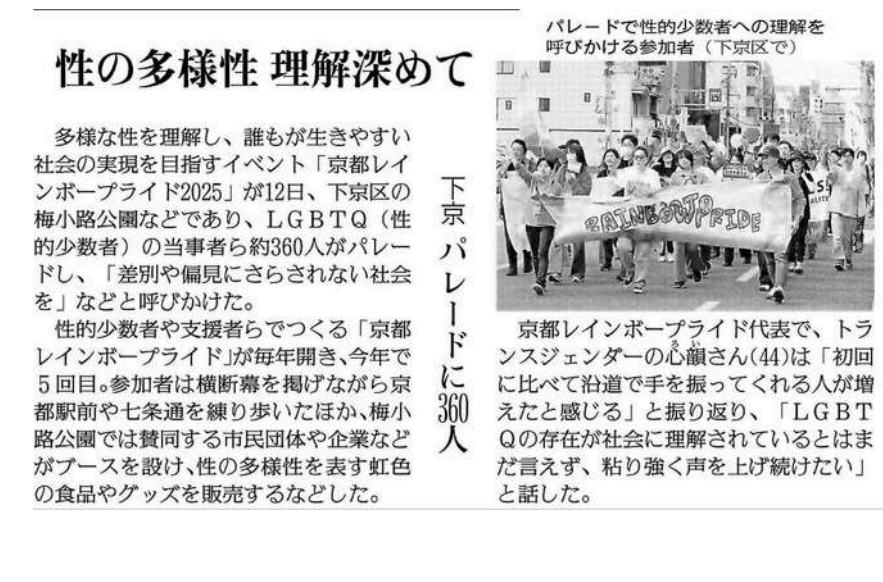 性の多様性 理解深めて
下京 パレードに360人
多様な性を理解し、誰もが生きやすい
社会の実現を目指すイベント「京都レイ
ンボープライド2025」が12日、下京区の
梅小路公園などであり、ＬＧＢＴＱ（性
的少数者）の当事者ら約360人がパレー
ドし、「差別や偏見にさらされない社会
を」などと呼びかけた。
性的少数者や支援者らでつくる「京都
レインボープライド」が毎年開き、今年で
５回目。参加者は横断幕を掲げながら京
都駅前や七条通を練り歩いたほか、梅小
路公園では賛同する市民団体や企業など
がブースを設け、性の多様性を表す虹色
の食品やグッズを販売するなどした。
パレードで性的少数者への理解を
呼びかける参加者（下京区で）
PRIDE
京都レインボープライド代表で、トラ
ンスジェンダーの心韻さん(44)は「初回
に比べて沿道で手を振ってくれる人が増
えたと感じる」と振り返り、「ＬＧＢＴ
Ｑの存在が社会に理解されているとはま
だ言えず、粘り強く声を上げ続けたい」
と話した。